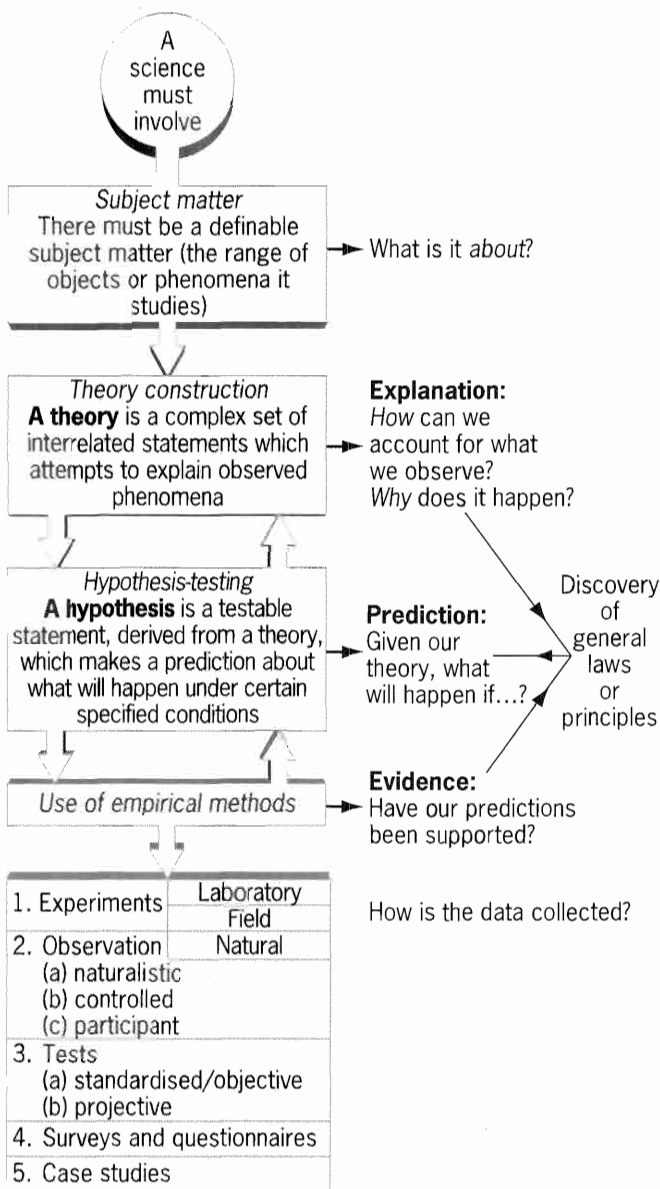 A
science
must
involve
Subject matter
There must be a definable
subject matter (the range of
objects or phenomena it
studies)
What is it about?
Theory construction
A theory is a complex set of
interrelated statements which
attempts to explain observed
phenomena
Explanation:
How can we
account for what
we observe?
Why does it happen?
Hypothesis-testing
A hypothesis is a testable
statement, derived from a theory,
which makes a prediction about
what will happen under certain
specified conditions
Prediction:
Given our
theory, what
will happen if...?
Discovery
of
general
laws
or
principles
Use of empirical methods
Evidence:
Have our predictions
been supported?
1. Experiments
Laboratory
Field
Natural
How is the data collected?
2. Observation
(a) naturalistic
(b) controlled
(c) participant
3. Tests
(a) standardised/objective
(b) projective
4. Surveys and questionnaires
5. Case studies